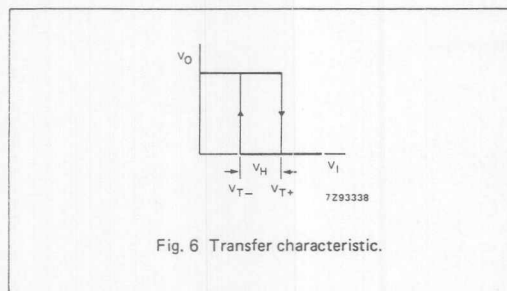 VO
VH
VI
VT−
VT+
7Z93338
Fig. 6 Transfer characteristic.